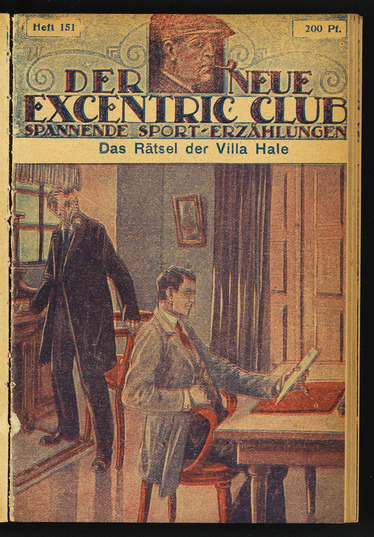 Heft 151
200 Pf.
DER NEUE
EXCENTRIC CLUB
SPANNENDE SPORT-ERZÄHLUNGEN
Das Rätsel der Villa Hale